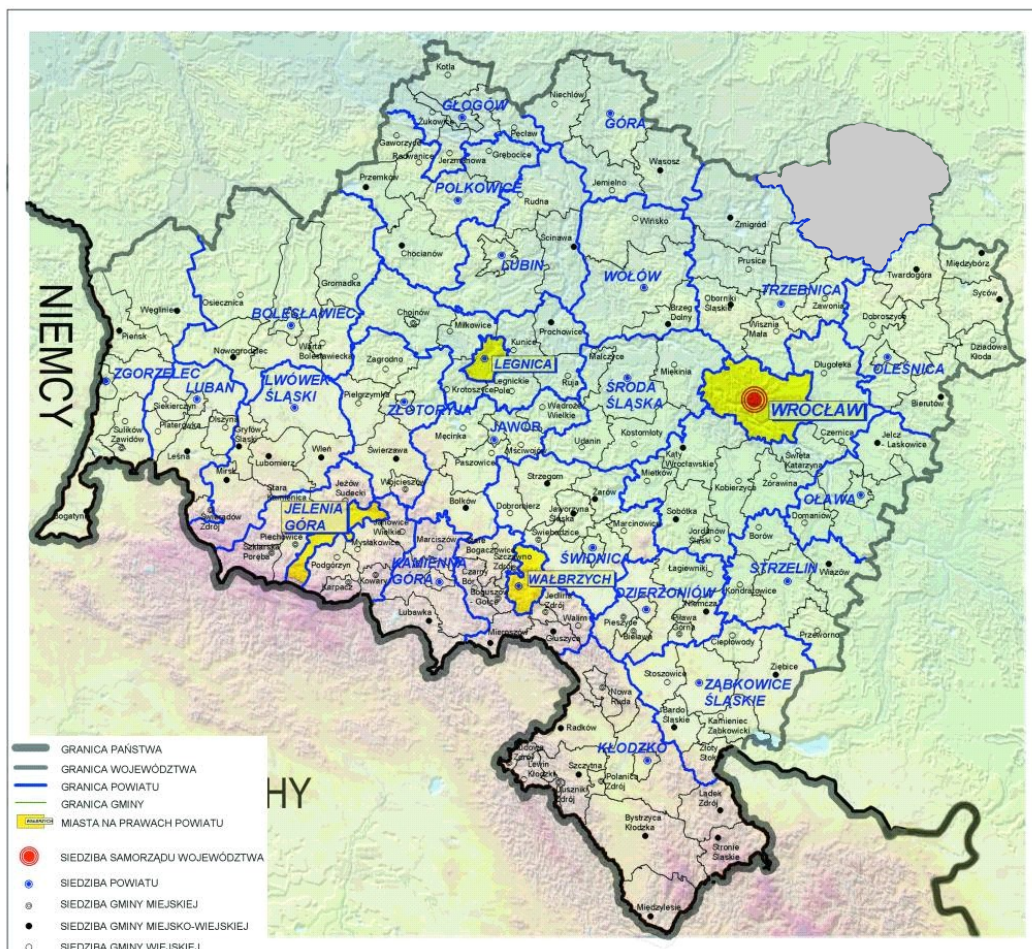 Kotla
Niechlów
GŁOGÓW
Żukowice
GÓRA
Pęcław
Gaworzyce
Radwanice
Jerzmanowa
Grębocice
Wąsosz
Przemków
POLKOWICE
Jemielno
Rudna
Wińsko
Żmigród
Chocianów
Ścinawa
LUBIN
WOŁÓW
Prusice
Międzybórz
Twardogóra
Gromadka
TRZEBNICA
Syców
Osiecznica
Węgliniec
BOLESŁAWIEC
Chojnów
Brzeg
Dolny
Oborniki
Śląskie
Zawonia
Dobroszyce
Pieńsk
Miłkowice
Prochowice
Wisznia
Mała
Nowogrodziec
Warta
Bolesławiecka
Kunice
Malczyce
Długołęka
Dziadowa
Kłoda
NIEMCY
ZGORZELEC
LUBAŃ
LWÓWEK
ŚLĄSKI
Zagrodno
LEGNICA
Miękinia
OLEŚNICA
Siekierczyn
Pielgrzymka
Krotoszyce
Legnickie
Pole
Ruja
ŚRODA
ŚLĄSKA
Bierutów
Platerówka
Olszyna
ZŁOTORYJA
Wądroże
Wielkie
WROCŁAW
Sulików
Zawidów
Gryfów
Śląski
JAWOR
Kostomłoty
Czernica
Jelcz
-Laskowice
Męcinka
Mściwojów
Udanin
Leśna
Lubomierz
Wleń
Świerzawa
Paszowice
Kąty
Wrocławskie
Święta
Katarzyna
Mirsk
Strzegom
Mietków
Kobierzyce
Żórawina
OŁAWA
Stara
Kamienica
Jeżów
Sudecki
Wojcieszów
Bolków
Żarów
Bogatynia
Świeradów
Zdrój
JELENIA
GÓRA
Dobromierz
Jaworzyna
Śląska
Sobótka
Domaniów
Janowice
Wielkie
Marcinowice
Jordanów
Śląski
Borów
Piechowice
Mysłakowice
Marciszów
Stare
Bogaczowice
Świebodzice
Szklarska
Poręba
Podgórzyn
KAMIENNA
GÓRA
Czarny
Bór
Szczawno
Zdrój
ŚWIDNICA
Łagiewniki
STRZELIN
Wiązów
Karpacz
Kowary
WAŁBRZYCH
Boguszów
Gorce
DZIERŻONIÓW
Kondratowice
Lubawka
Jedlina
Zdrój
Niemcza
Walim
Pieszyce
Piława
Górna
Przeworno
Mieroszów
Głuszyca
Bielawa
Ciepłowody
Stoszowice
Ziębice
ZĄBKOWICE
ŚLĄSKIE
Nowa
Ruda
Bardo
Śląskie
Kamieniec
Ząbkowicki
Radków
KŁODZKO
Złoty
Stok
Kudowa
Zdrój
Lewin
Kłodzki
Szczytna
Polanica
Zdrój
Duszniki
Zdrój
Lądek
Zdrój
Bystrzyca
Kłodzka
Stronie
Śląskie
Międzylesie
HY
GRANICA PAŃSTWA
GRANICA WOJEWÓDZTWA
GRANICA POWIATU
GRANICA GMINY
WAŁBRZYCH
MIASTA NA PRAWACH POWIATU
SIEDZIBA SAMORZĄDU WOJEWÓDZTWA
SIEDZIBA POWIATU
SIEDZIBA GMINY MIEJSKIEJ
SIEDZIBA GMINY MIEJSKO-WIEJSKIEJ
SIEDZIBA GMINY WIEJSKIEJ